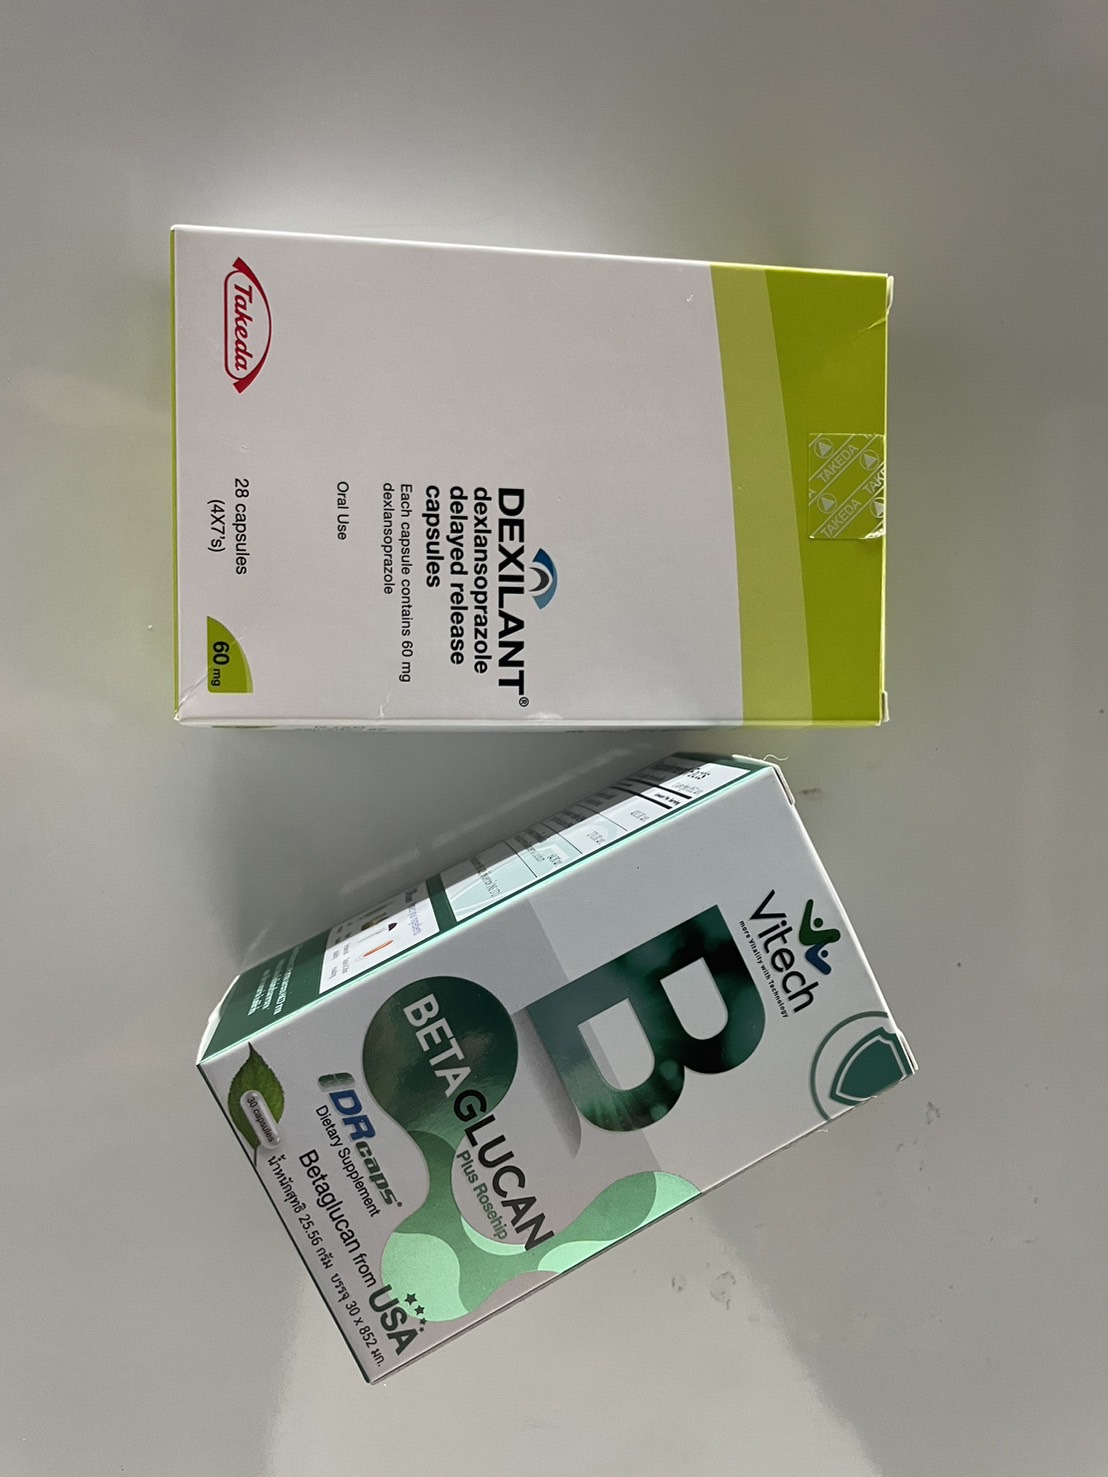 Takeda
DEXILANT®
dexlansoprazole
delayed release
capsules
Each capsule contains 60 mg
dexlansoprazole
Oral Use
28 capsules
(4X7's)
60 mg
TAKEDA
TAKEDA
Vitech
more Vitality with Technology
B
BETAGLUCAN
Plus Rosehip
DRcaps®
Dietary Supplement
Betaglucan from USA
30 capsules
น้ำหนักสุทธิ 25.56 กรัม บรรจุ 30 x 852 มก.